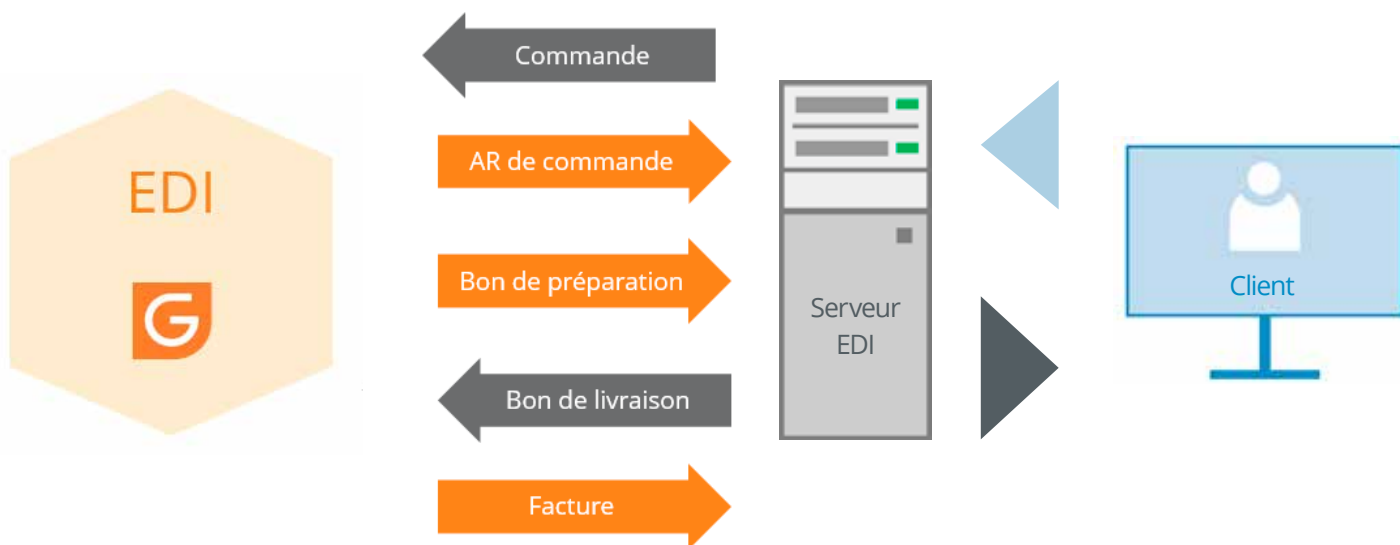 Commande
AR de commande
EDI
G
Bon de préparation
Serveur
EDI
Client
Bon de livraison
Facture